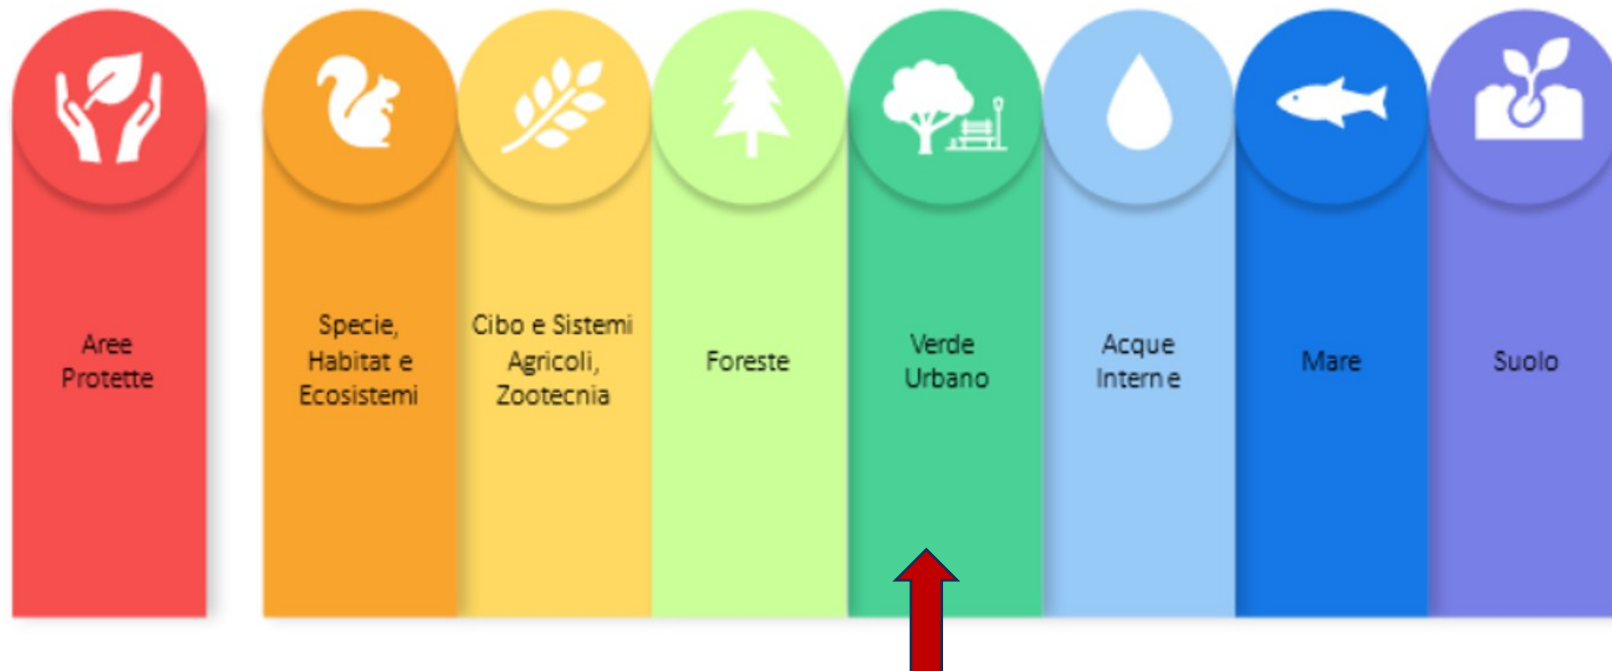 Aree
Protette
Specie,
Habitat e
Ecosistemi
Cibo e Sistemi
Agricoli,
Zootecnia
Foreste
Verde
Urbano
Acque
Interne
Mare
Suolo